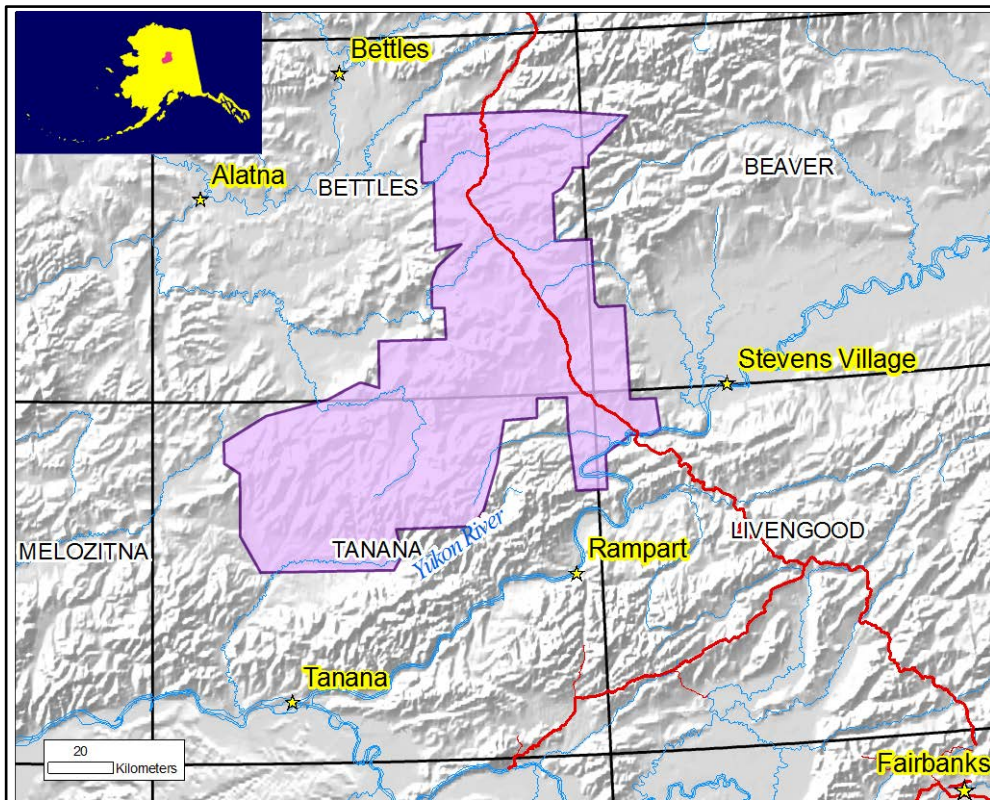 Bettles
BEAVER
Alatna
BETTLES
Stevens Village
LIVENGOOD
MELOZITNA
TANANA
Yukon River
Rampart
Tanana
20
Kilometers
Fairbanks